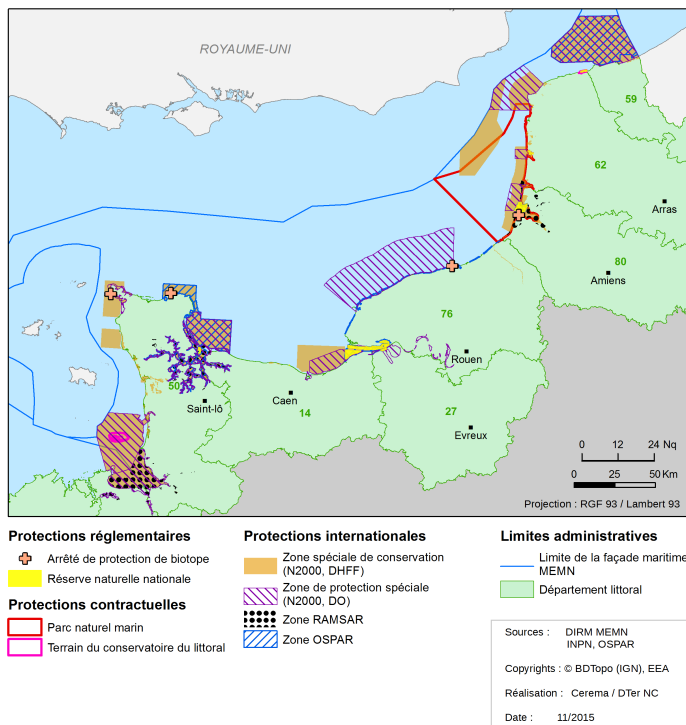 ROYAUME-UNI
59
62
Arras
80
Amiens
76
Rouen
50
Saint-lô
Caen
14
27
Evreux
0 12 24 Nq
0 25 50 Km
Projection : RGF 93 / Lambert 93
Protections réglementaires
Arrêté de protection de biotope
Réserve naturelle nationale
Protections contractuelles
Parc naturel marin
Terrain du conservatoire du littoral
Protections internationales
Zone spéciale de conservation
(N2000, DHFF)
Zone de protection spéciale
(N2000, DO)
Zone RAMSAR
Zone OSPAR
Limites administratives
Limite de la façade maritime
MEMN
Département littoral
Sources : DIRM MEMN
INPN, OSPAR
Copyrights : © BDTopo (IGN), EEA
Réalisation : Cerema / DTer NC
Date : 11/2015